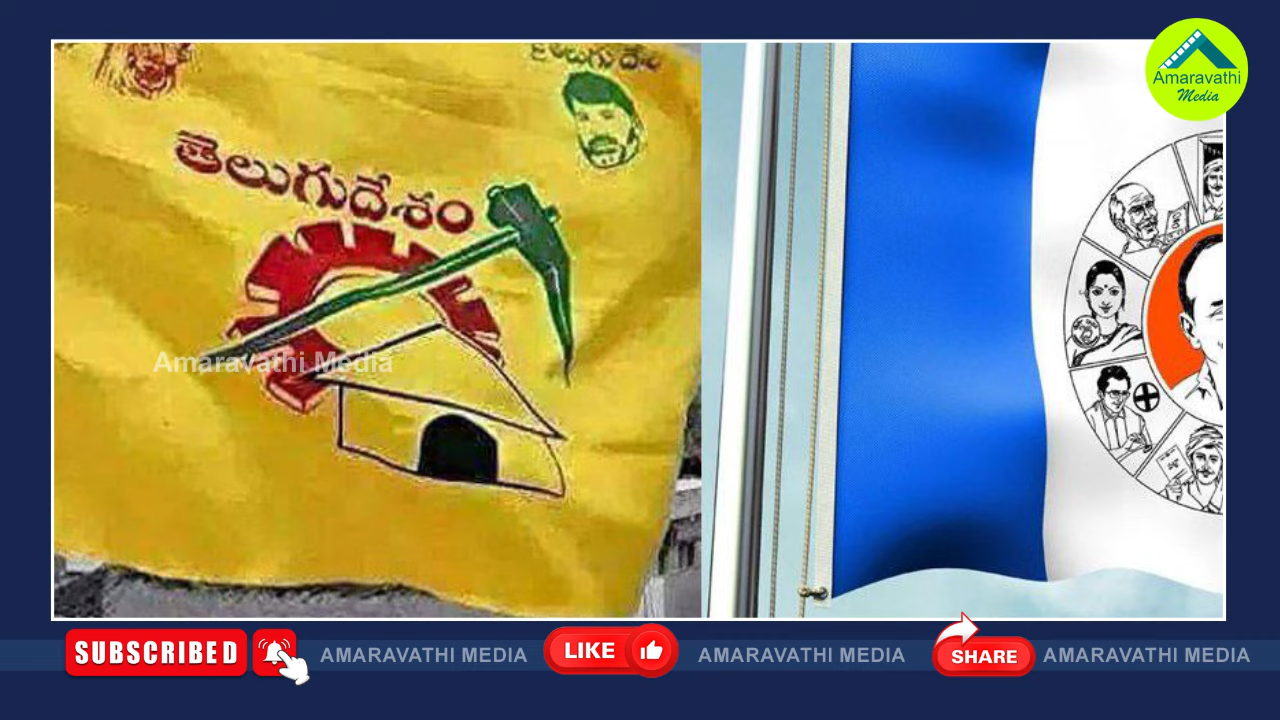 Amaravathi
Media
తెలుగుదేశం
Amaravathi Media
SUBSCRIBED
AMARAVATHI MEDIA
LIKE
AMARAVATHI MEDIA
SHARE
AMARAVATHI MEDIA